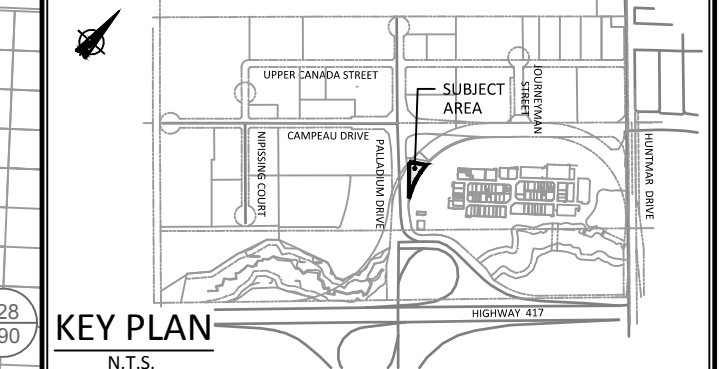 UPPER CANADA STREET
SUBJECT
AREA
JOURNEYMAN
STREET
CAMPEAU DRIVE
NIPISSING COURT
PALLADIUM DRIVE
HUNTMAR DRIVE
28
90
KEY PLAN
N.T.S.
HIGHWAY 417